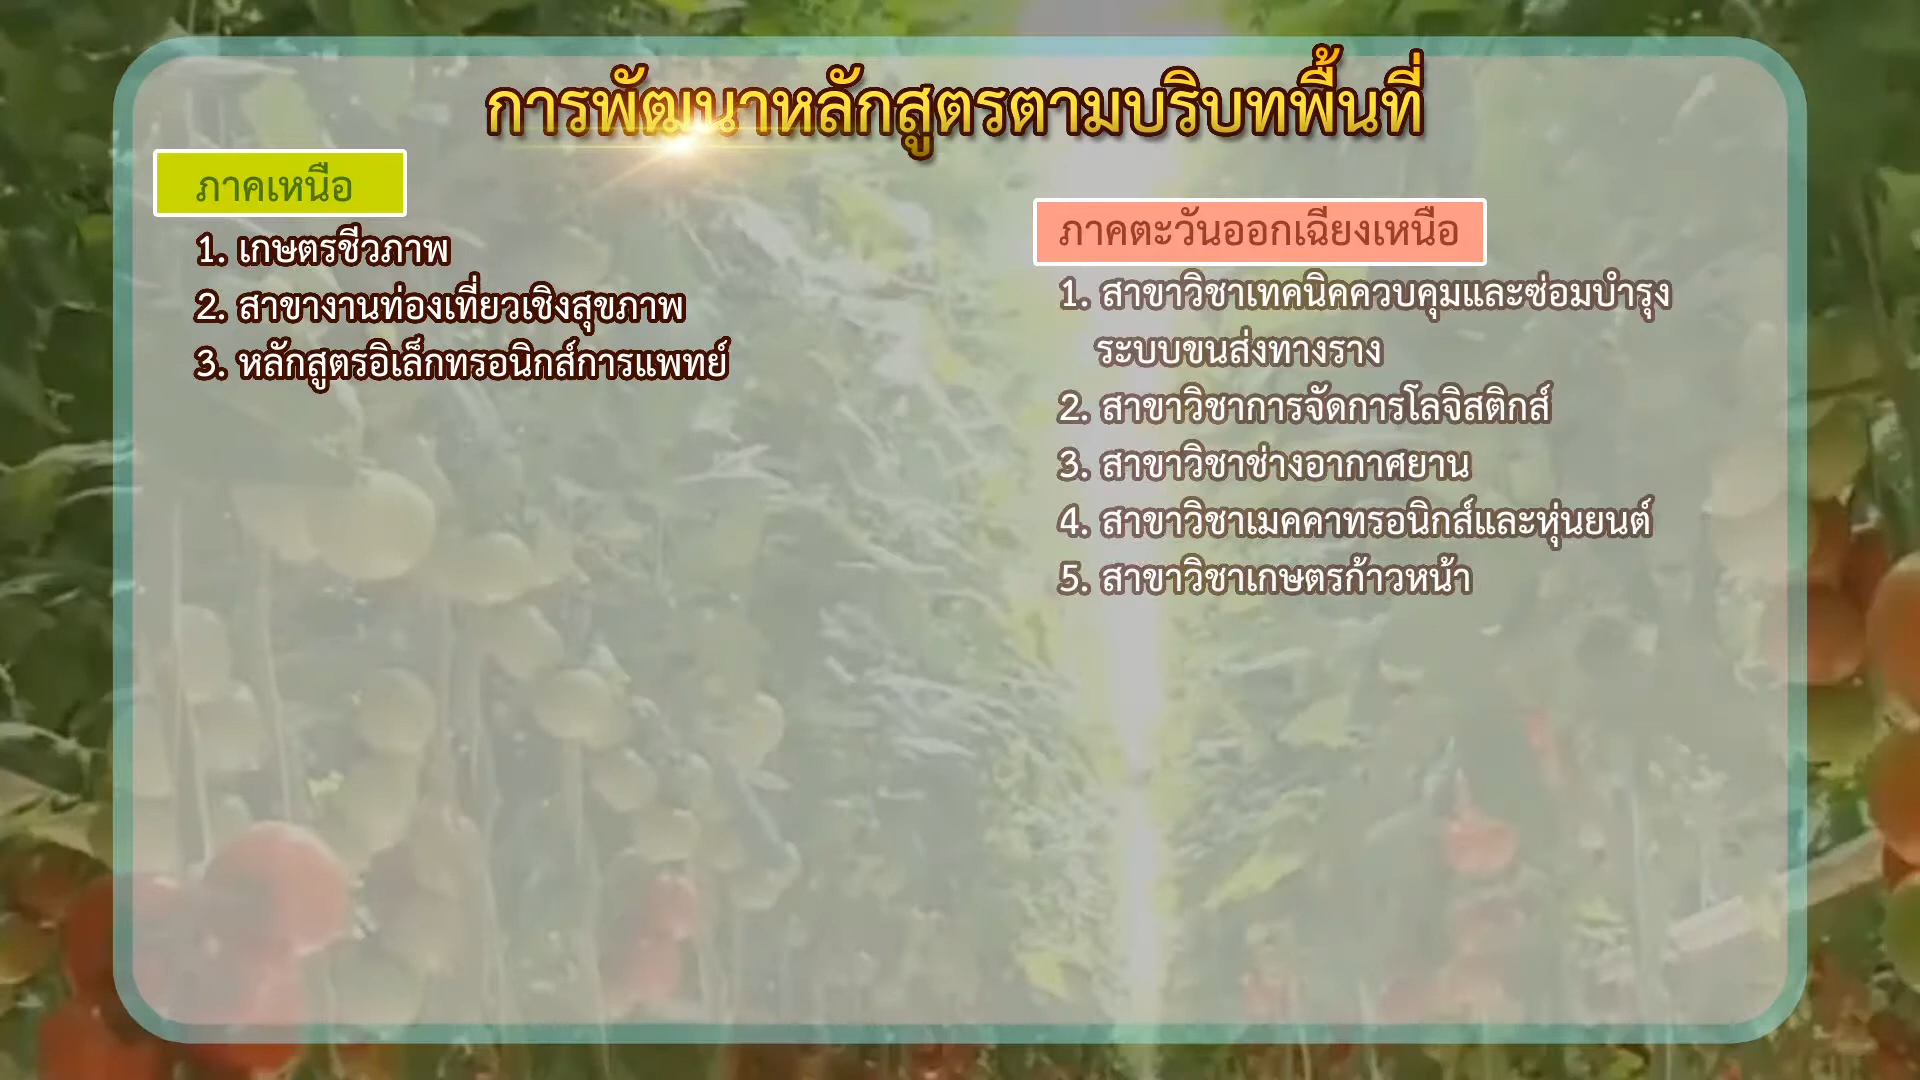 การพัฒนาหลักสูตรตามบริบทพื้นที่
ภาคเหนือ
1. เกษตรชีวภาพ
2. สาขางานท่องเที่ยวเชิงสุขภาพ
3. หลักสูตรอิเล็กทรอนิกส์การแพทย์
ภาคตะวันออกเฉียงเหนือ
1. สาขาวิชาเทคนิคควบคุมและซ่อมบำรุง
ระบบขนส่งทางราง
2. สาขาวิชาการจัดการโลจิสติกส์
3. สาขาวิชาช่างอากาศยาน
4. สาขาวิชาเมคคาทรอนิกส์และหุ่นยนต์
5. สาขาวิชาเกษตรก้าวหน้า